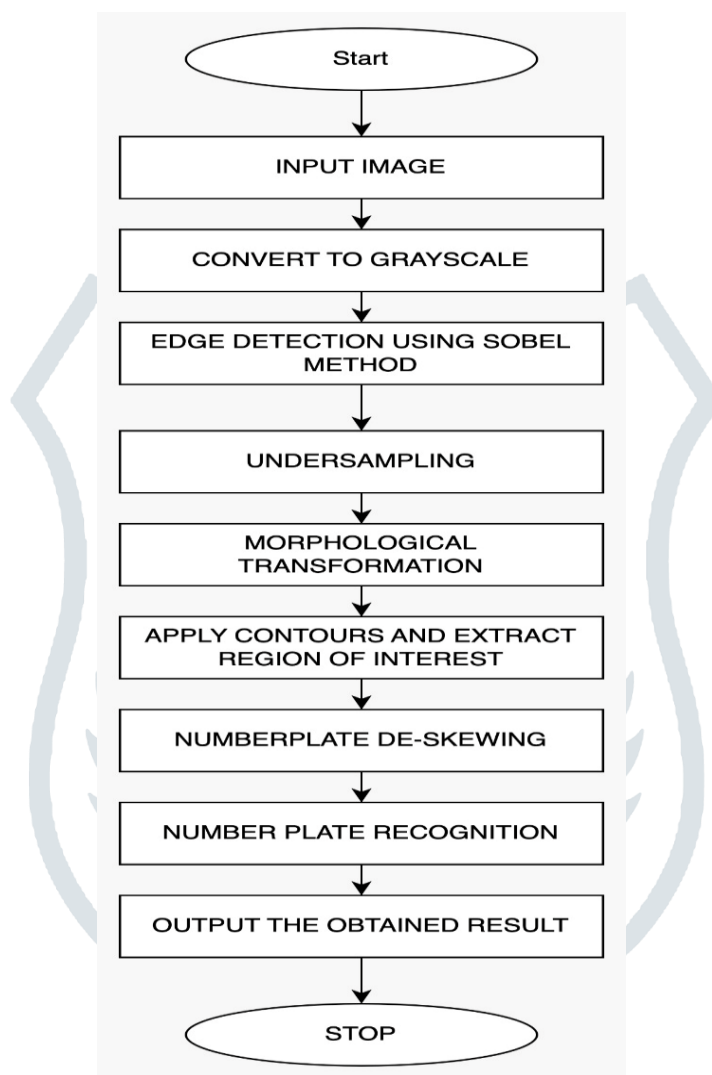 Start
INPUT IMAGE
CONVERT TO GRAYSCALE
EDGE DETECTION USING SOBEL
METHOD
UNDERSAMPLING
MORPHOLOGICAL
TRANSFORMATION
APPLY CONTOURS AND EXTRACT
REGION OF INTEREST
NUMBERPLATE DE-SKEWING
NUMBER PLATE RECOGNITION
OUTPUT THE OBTAINED RESULT
STOP